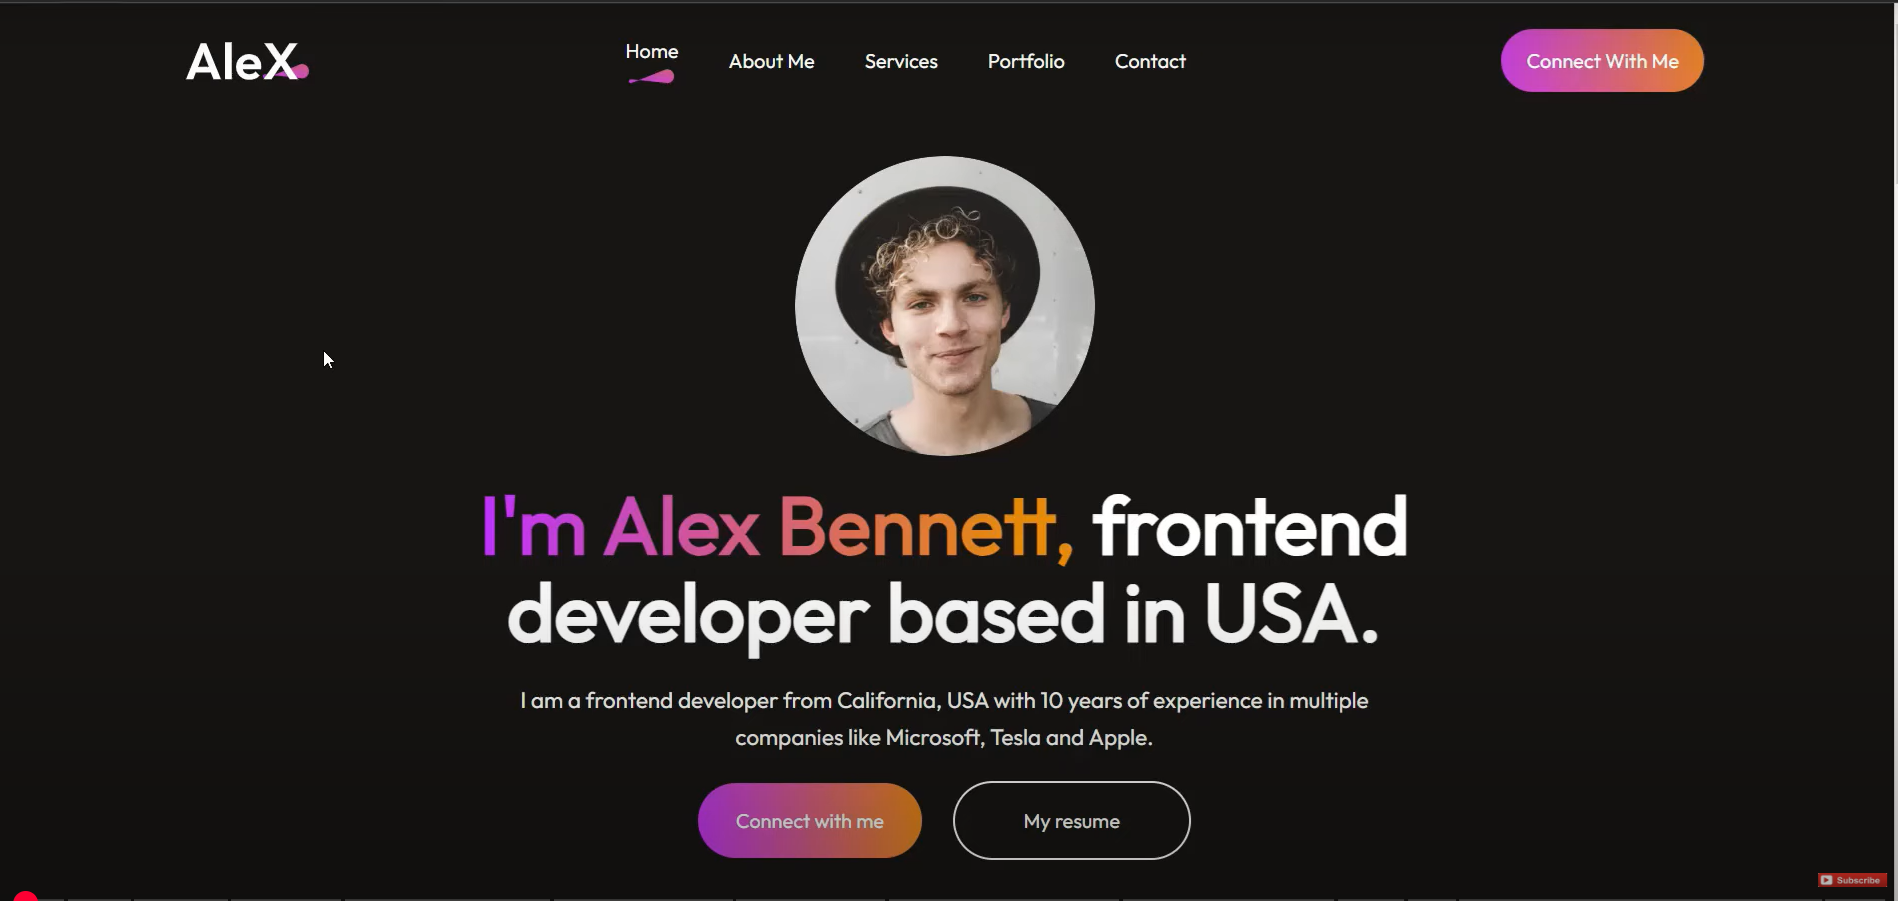 AleX
Home
About Me
Services
Portfolio
Contact
Connect With Me
I'm Alex Bennett, frontend
developer based in USA.
I am a frontend developer from California, USA with 10 years of experience in multiple
companies like Microsoft, Tesla and Apple.
Connect with me
My resume
Subscribe